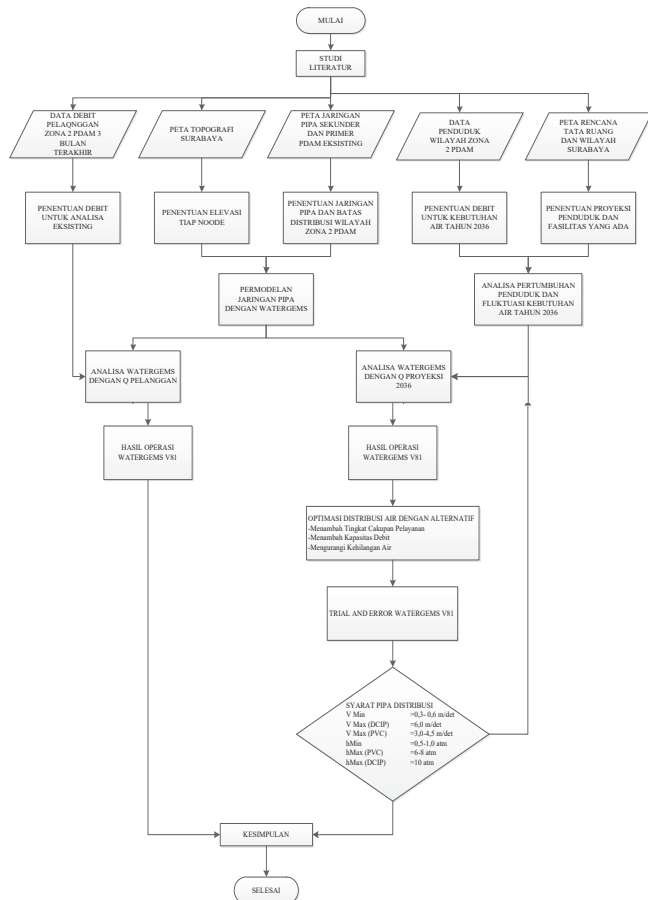 MULAI
STUDI
LITERATUR
DATA DEBIT
PELAQNGGAN
ZONA 2 PDAM 3
BULAN
TERAKHIR
PETA TOPOGRAFI
SURABAYA
PETA JARINGAN
PIPA SEKUNDER
DAN PRIMER
PDAM EKSISTING
DATA
PENDUDUK
WILAYAH ZONA
2 PDAM
PETA RENCANA
TATA RUANG
DAN WILAYAH
SURABAYA
PENENTUAN DEBIT
UNTUK ANALISA
EKSISTING
PENENTUAN ELEVASI
TIAP NOODE
PENENTUAN JARINGAN
PIPA DAN BATAS
DISTRIBUSI WILAYAH
ZONA 2 PDAM
PENENTUAN DEBIT
UNTUK KEBUTUHAN
AIR TAHUN 2036
PENENTUAN PROYEKSI
PENDUDUK DAN
FASILITAS YANG ADA
PERMODELAN
JARINGAN PIPA
DENGAN WATERGEMS
ANALISA PERTUMBUHAN
PENDUDUK DAN
FLUKTUASI KEBUTUHAN
AIR TAHUN 2036
ANALISA WATERGEMS
DENGAN Q PELANGGAN
ANALISA WATERGEMS
DENGAN Q PROYEKSI
2036
HASIL OPERASI
WATERGEMS V81
HASIL OPERASI
WATERGEMS V81
OPTIMASI DISTRIBUSI AIR DENGAN ALTERNATIF
-Menambah Tingkat Cakupan Pelayanan
-Menambah Kapasitas Debit
-Mengurangi Kehilangan Air
TRIAL AND ERROR WATERGEMS V81
SYARAT PIPA DISTRIBUSI
V Min =0,3- 0,6 m/det
V Max (DCIP) =6,0 m/det
V Max (PVC) =3,0-4,5 m/det
hMin =0,5-1,0 atm
hMax (PVC) =6-8 atm
hMax (DCIP) =10 atm
KESIMPULAN
SELESAI